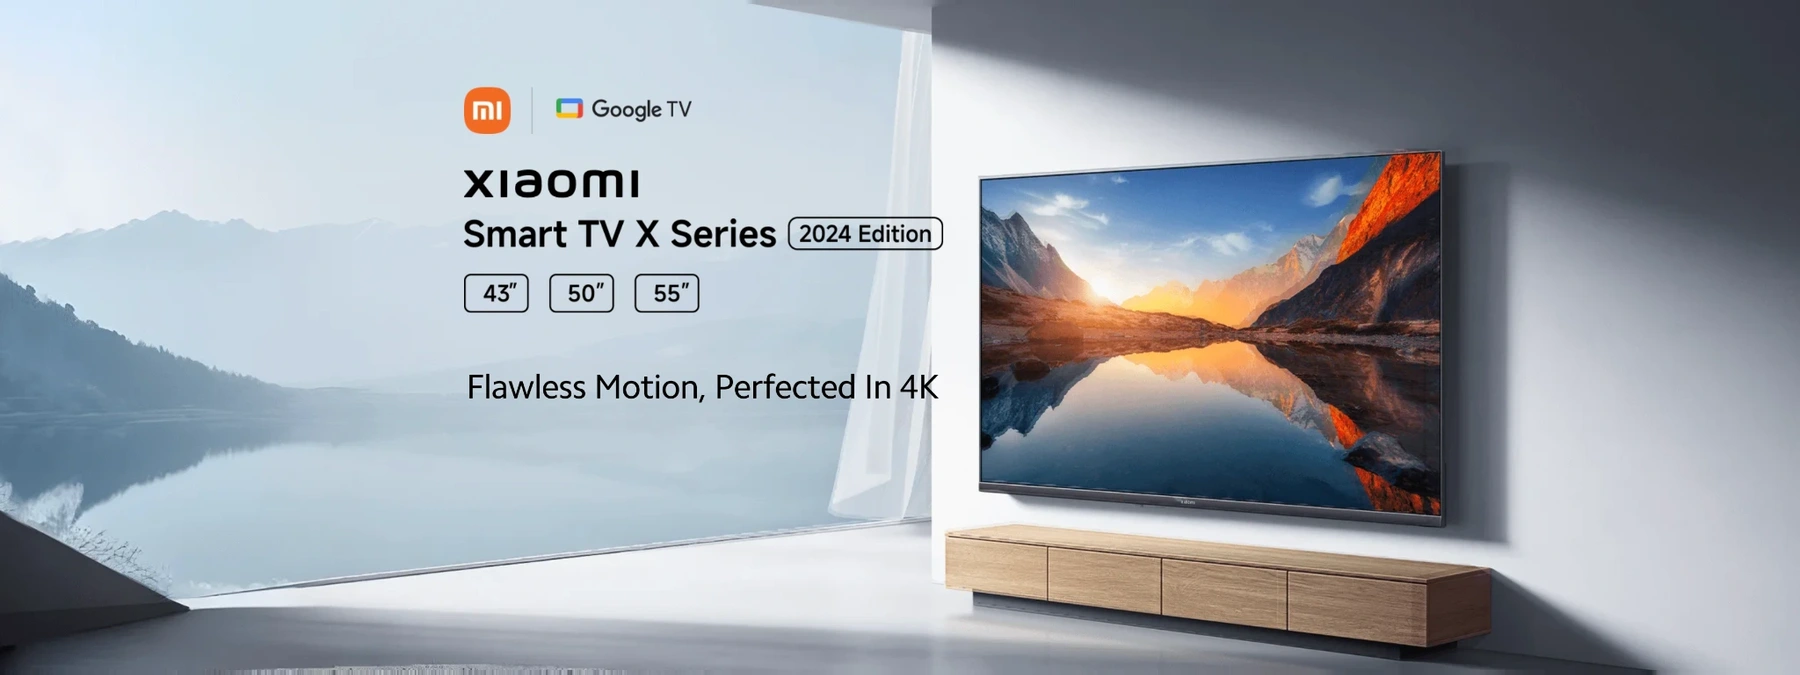 mi
Google TV
xiaomi
Smart TV X Series 2024 Edition
43” 50” 55”
Flawless Motion, Perfected In 4K